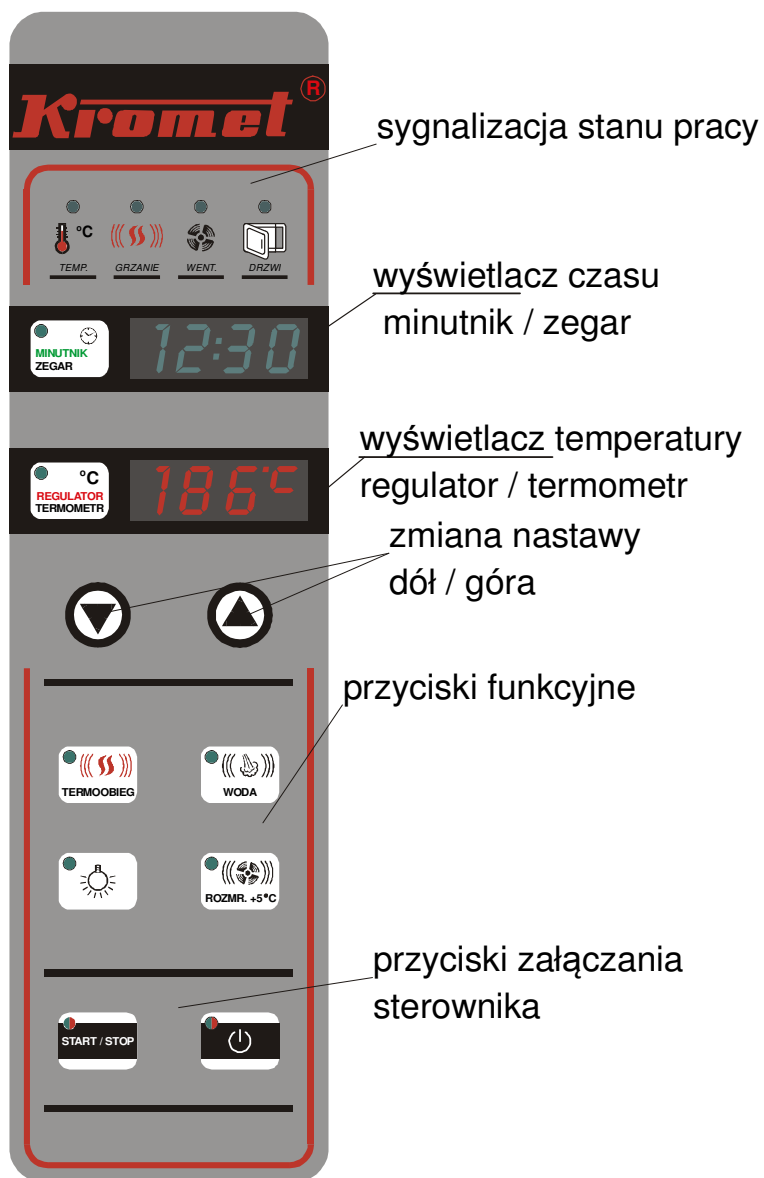 Kromet ®
sygnalizacja stanu pracy
°C
TEMP. GRZANIE WENT. DRZWI
wyświetlacz czasu
minutnik / zegar
MINUTNIK
ZEGAR
12:30
wyświetlacz temperatury
regulator / termometr
°C
REGULATOR
TERMOMETR
186°C
zmiana nastawy
dół / góra
przyciski funkcyjne
TERMOOBIEG
WODA
ROZMR. +5°C
przyciski załączania
sterownika
START / STOP